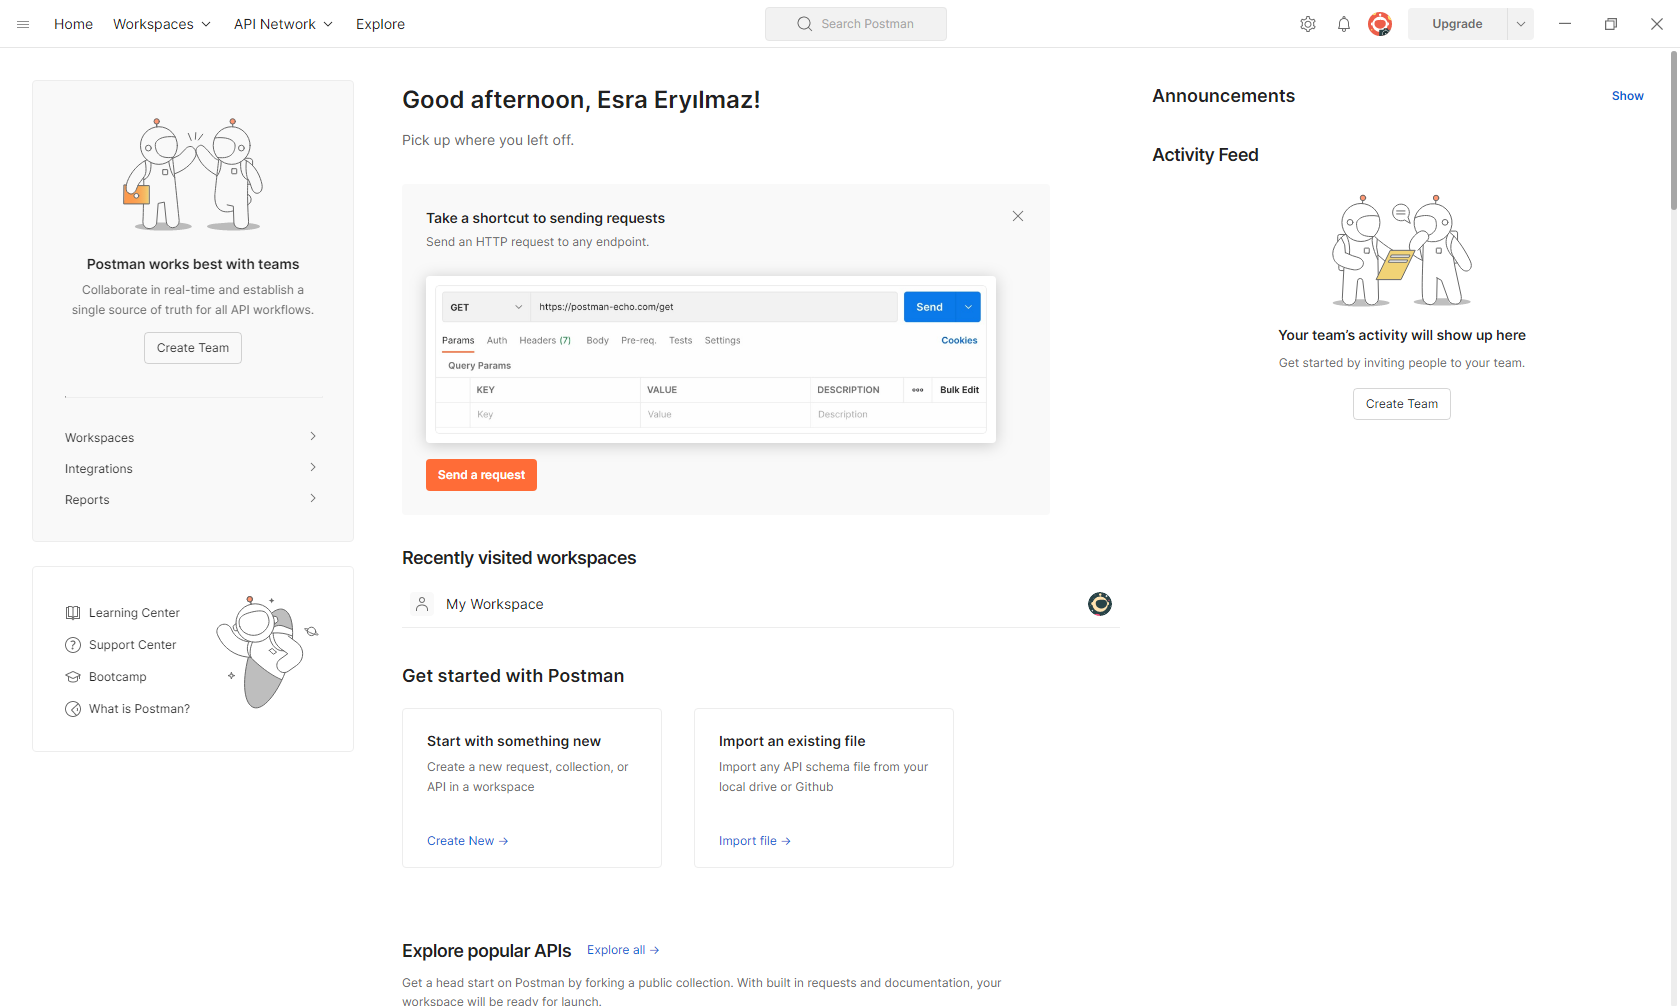 Home
Workspaces
API Network
Explore
Search Postman
Upgrade
Postman works best with teams
Collaborate in real-time and establish a
single source of truth for all API workflows.
Create Team
Workspaces
Integrations
Reports
Learning Center
Support Center
Bootcamp
What is Postman?
Good afternoon, Esra Eryılmaz!
Pick up where you left off.
Take a shortcut to sending requests
Send an HTTP request to any endpoint.
GET
https://postman-echo.com/get
Send
Params Auth Headers (7) Body Pre-req. Tests Settings
Cookies
Query Params
KEY VALUE DESCRIPTION ••• Bulk Edit
Key Value Description
Send a request
Recently visited workspaces
My Workspace
Get started with Postman
Start with something new
Create a new request, collection, or
API in a workspace
Create New →
Import an existing file
Import any API schema file from your
local drive or Github
Import file →
Explore popular APIs
Explore all →
Get a head start on Postman by forking a public collection. With built in requests and documentation, your
workspace will be ready for launch.
Announcements
Show
Activity Feed
Your team’s activity will show up here
Get started by inviting people to your team.
Create Team